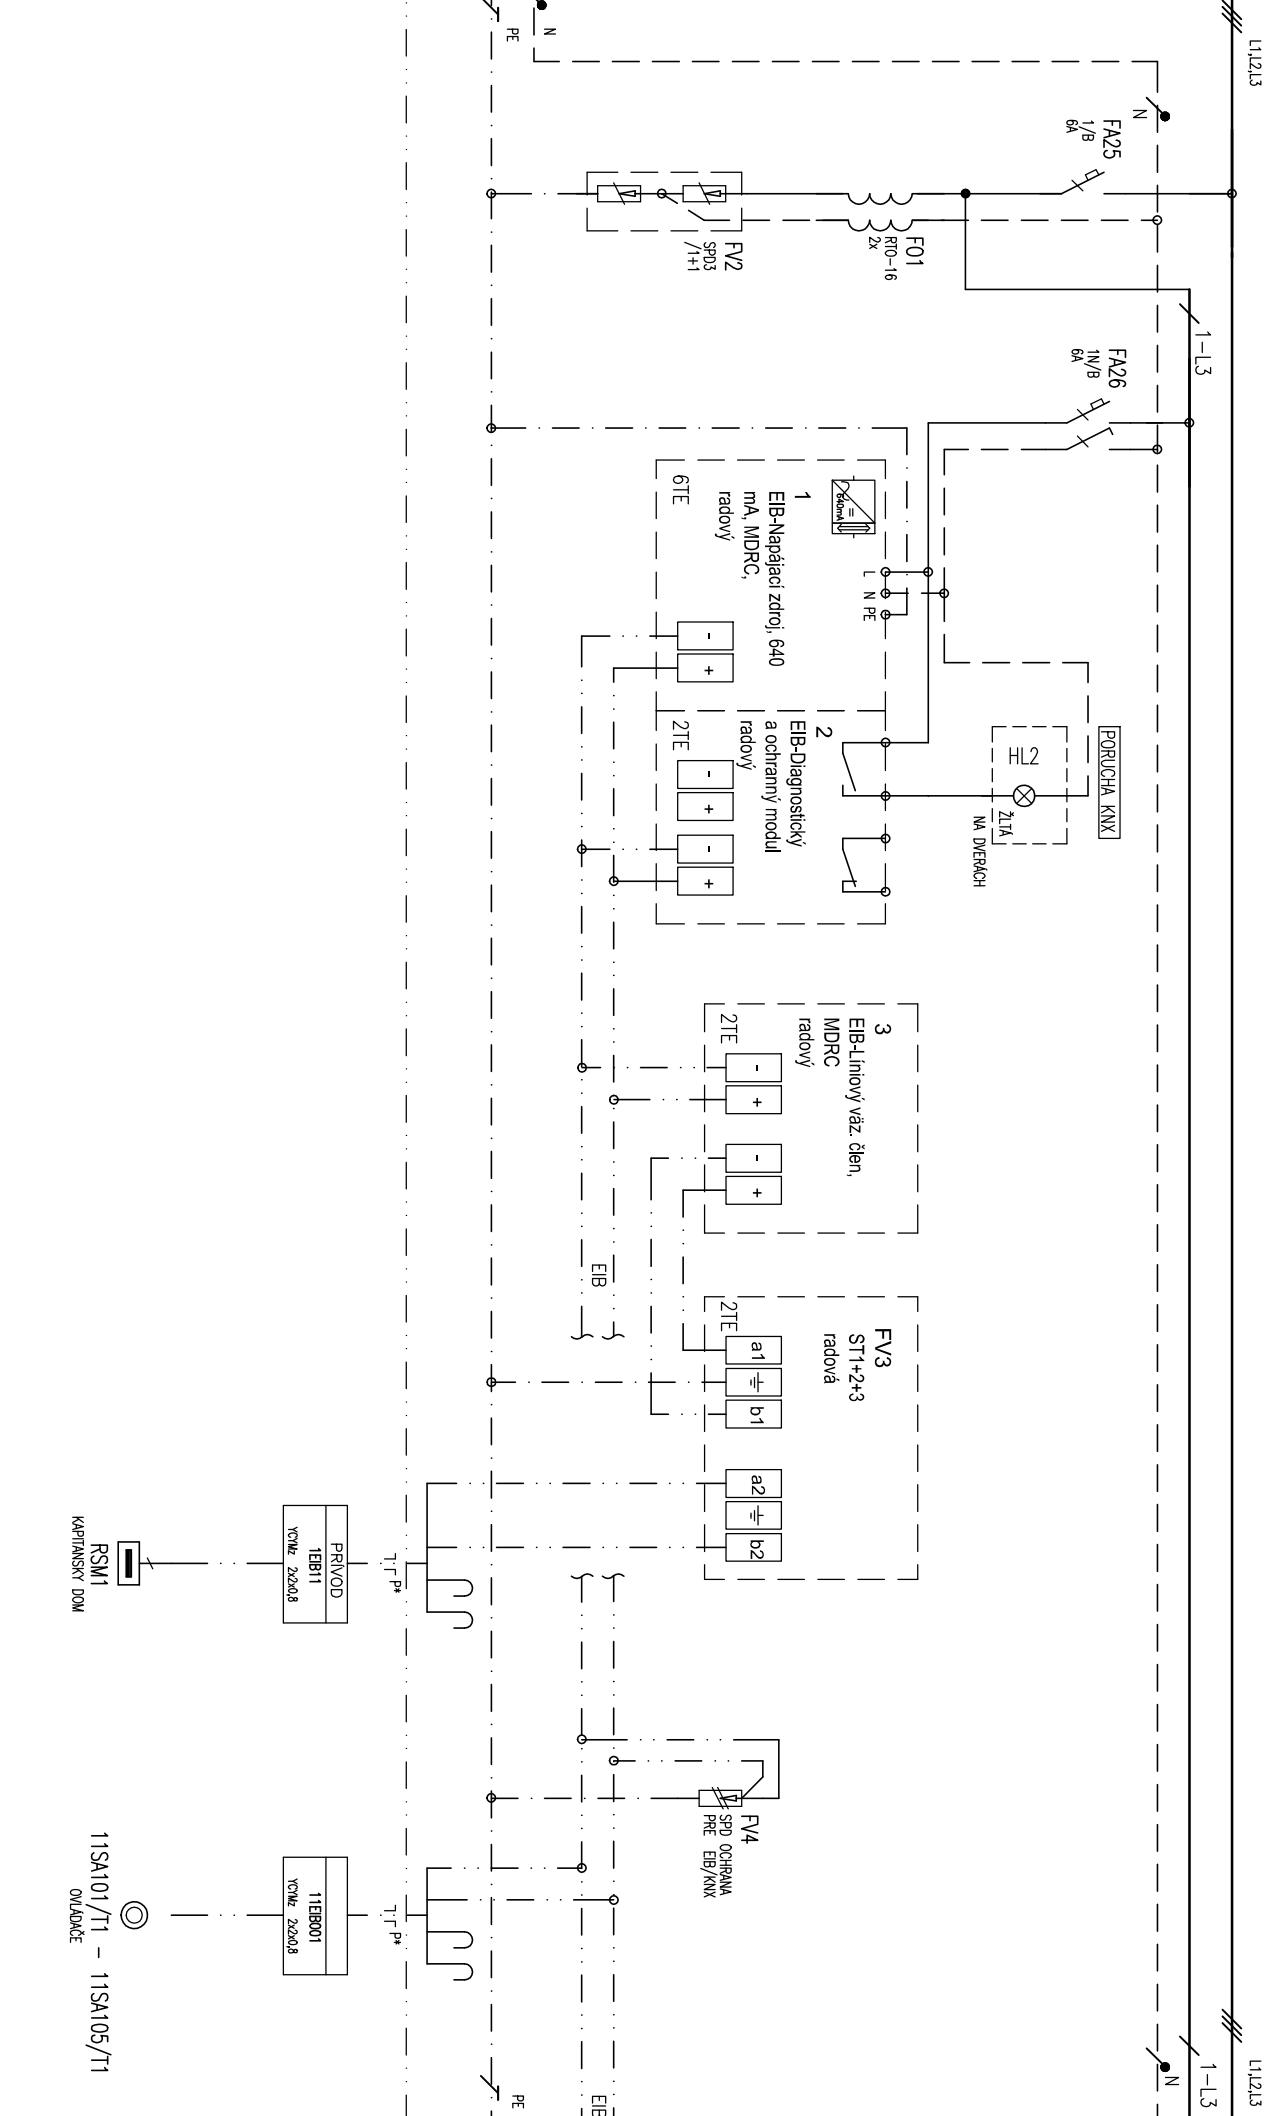 L1,L2,L3
N
PE
N
FA25
1/B
6A
F01
RTO-16
2x
FV2
SPD3
/1+1
1-L3
FA26
1N/B
6A
640mA
L
N
PE
1
EIB-Napájací zdroj, 640
mA, MDRC,
radový
6TE
-
+
PORUCHA KNX
HL2
ŽLTÁ
NA DVERÁCH
2
EIB-Diagnostický
a ochranný modul
radový
2TE
-
+
-
+
3
EIB-Líniový väz. člen,
MDRC
radový
2TE
-
+
-
+
EIB
FV3
ST1+2+3
radová
2TE
a1
b1
a2
b2
P*
PRÍVOD
1EIB11
YCYMz 2x2x0,8
RSM1
KAPITANSKY DOM
FV4
SPD OCHRANA
PRE EIB/KNX
P*
11EIB001
YCYMz 2x2x0,8
11SA101/T1 - 11SA105/T1
OVLÁDAČE
L1,L2,L3
1-L3
N
EIB
PE